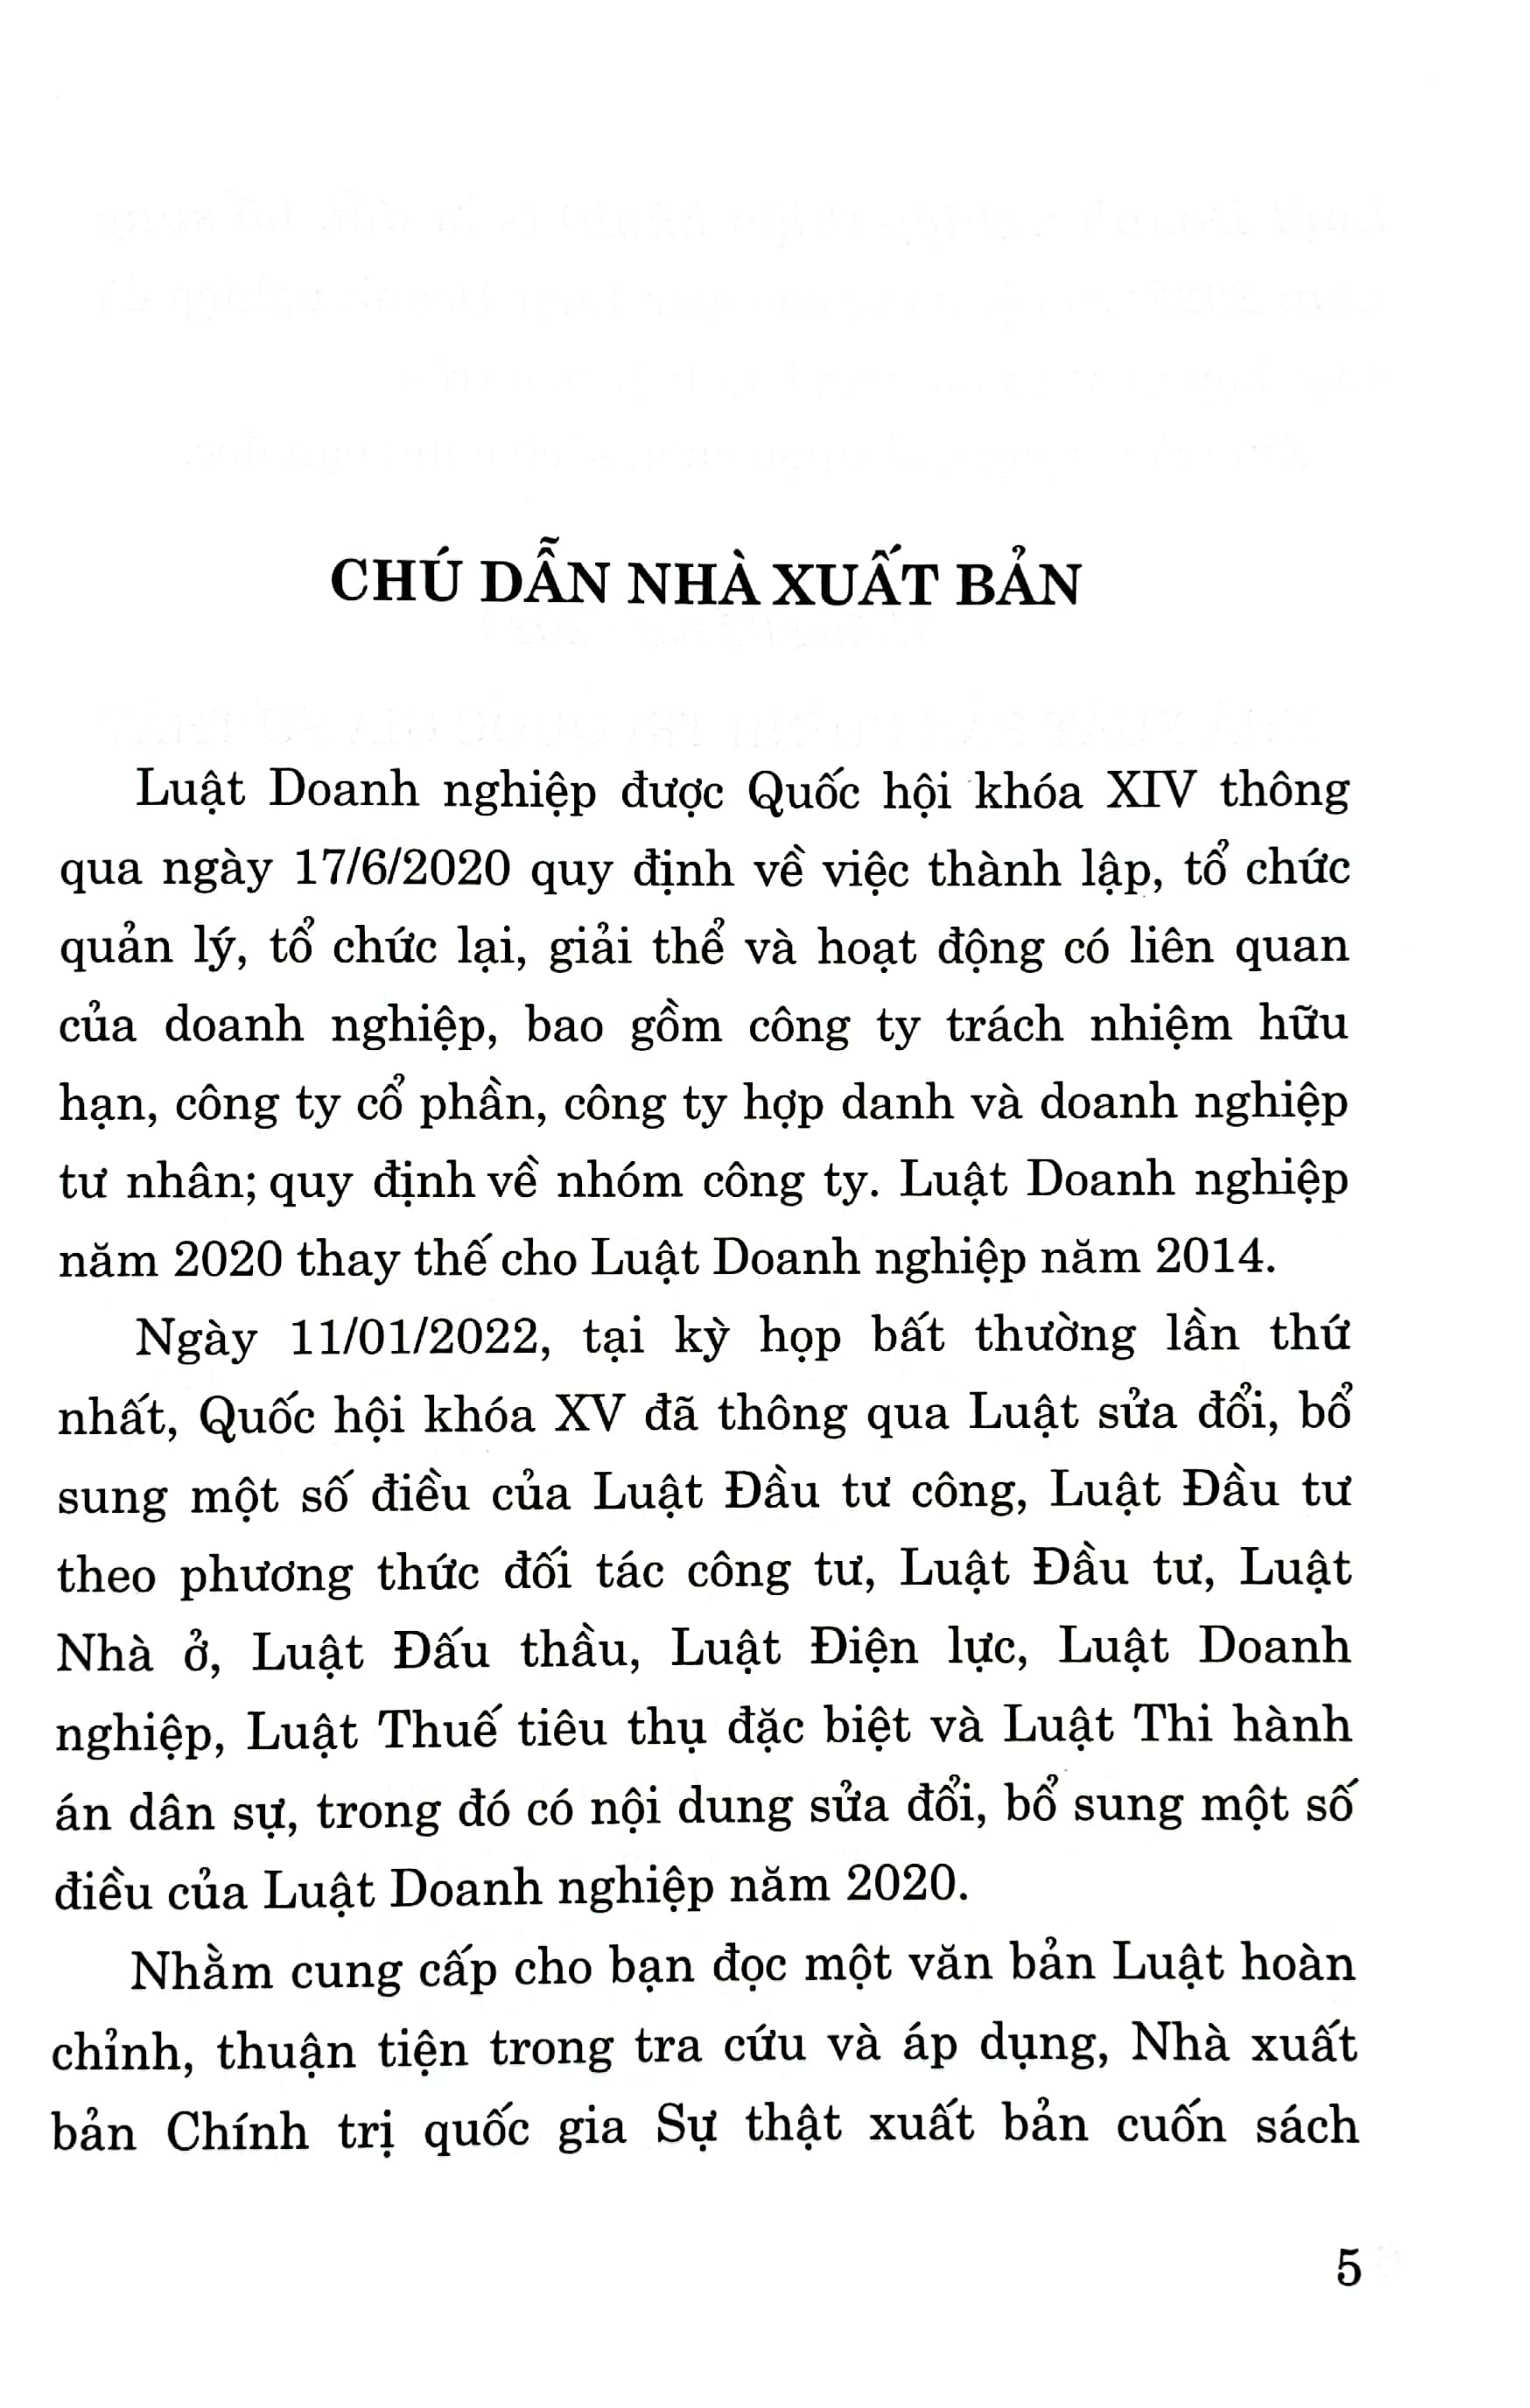 CHÚ DẪN NHÀ XUẤT BẢN
Luật Doanh nghiệp được Quốc hội khóa XIV thông
qua ngày 17/6/2020 quy định về việc thành lập, tổ chức
quản lý, tổ chức lại, giải thể và hoạt động có liên quan
của doanh nghiệp, bao gồm công ty trách nhiệm hữu
hạn, công ty cổ phần, công ty hợp danh và doanh nghiệp
tư nhân; quy định về nhóm công ty. Luật Doanh nghiệp
năm 2020 thay thế cho Luật Doanh nghiệp năm 2014.
Ngày 11/01/2022, tại kỳ họp bất thường lần thứ
nhất, Quốc hội khóa XV đã thông qua Luật sửa đổi, bổ
sung một số điều của Luật Đầu tư công, Luật Đầu tư
theo phương thức đối tác công tư, Luật Đầu tư, Luật
Nhà ở, Luật Đấu thầu, Luật Điện lực, Luật Doanh
nghiệp, Luật Thuế tiêu thụ đặc biệt và Luật Thi hành
án dân sự, trong đó có nội dung sửa đổi, bổ sung một số
điều của Luật Doanh nghiệp năm 2020.
Nhằm cung cấp cho bạn đọc một văn bản Luật hoàn
chỉnh, thuận tiện trong tra cứu và áp dụng, Nhà xuất
bản Chính trị quốc gia Sự thật xuất bản cuốn sách
5